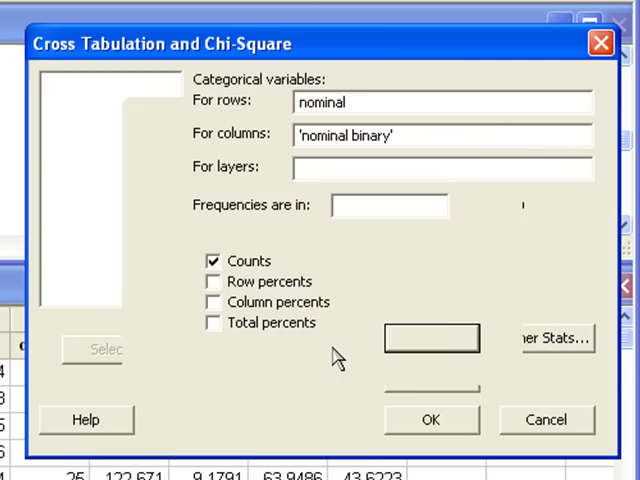 Cross Tabulation and Chi-Square
Categorical variables:
For rows: nominal
For columns: 'nominal binary'
For layers:
Frequencies are in:
Counts
Row percents
Column percents
Total percents
Selec
er Stats...
Help OK Cancel
25 122.671 9.1791 63.9486 43.6223